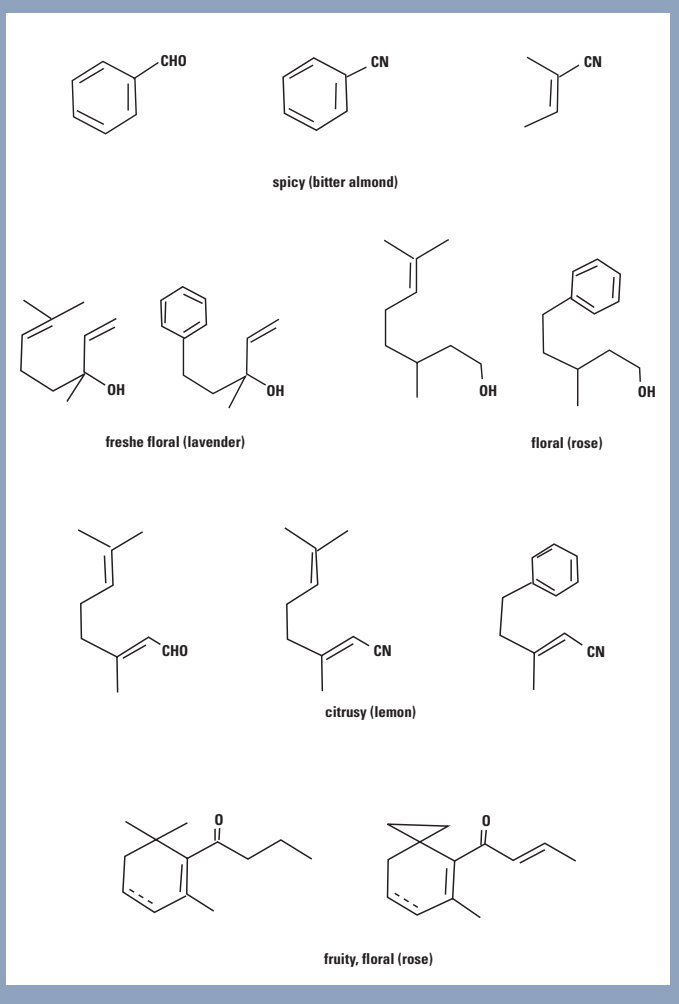 CHO
CN
CN
spicy (bitter almond)
OH
OH
OH
OH
freshe floral (lavender)
floral (rose)
CHO
CN
CN
citrusy (lemon)
O
O
fruity, floral (rose)